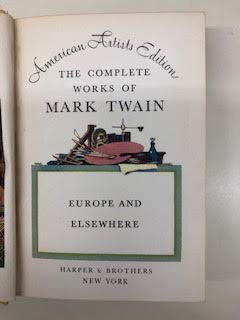 American Artists Edition
THE COMPLETE
WORKS OF
MARK TWAIN
EUROPE AND
ELSEWHERE
HARPER & BROTHERS
NEW YORK